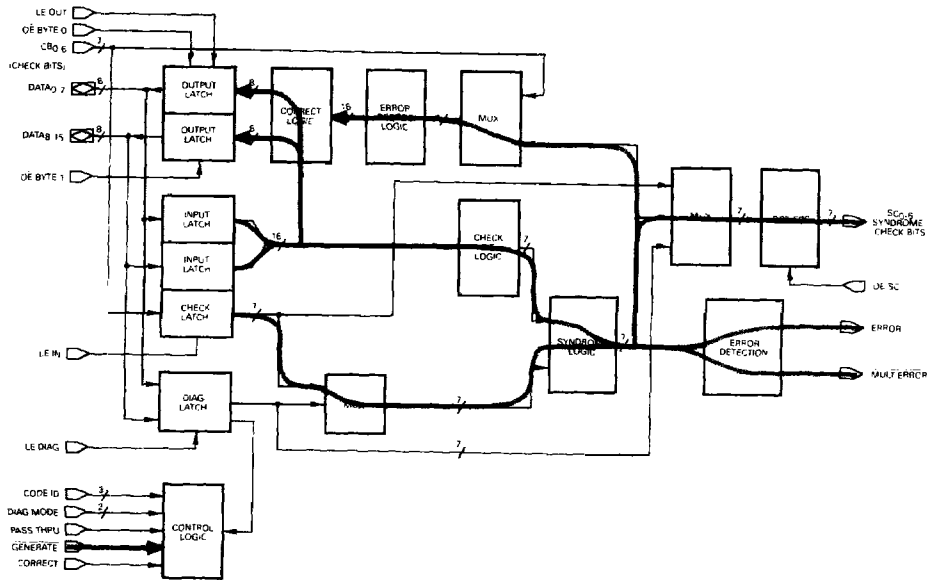 LE OUT
OE BYTE 0
CB0-6
7
(CHECK BITS)
DATA0-7
8
DATA8-15
8
OE BYTE 1
OUTPUT
LATCH
OUTPUT
LATCH
8
8
CORRECT
LOGIC
16
ERROR
LOGIC
MUX
INPUT
LATCH
INPUT
LATCH
CHECK
LATCH
16
7
CHECK
LOGIC
7
MUX
7
7
SC0-6
SYNDROME
CHECK BITS
OE SC
LE IN
SYNDROME
LOGIC
7
ERROR
DETECTION
ERROR
MULT ERROR
DIAG
LATCH
MUX
7
7
LE DIAG
CODE ID
3
DIAG MODE
2
PASS THRU
GENERATE
CORRECT
CONTROL
LOGIC